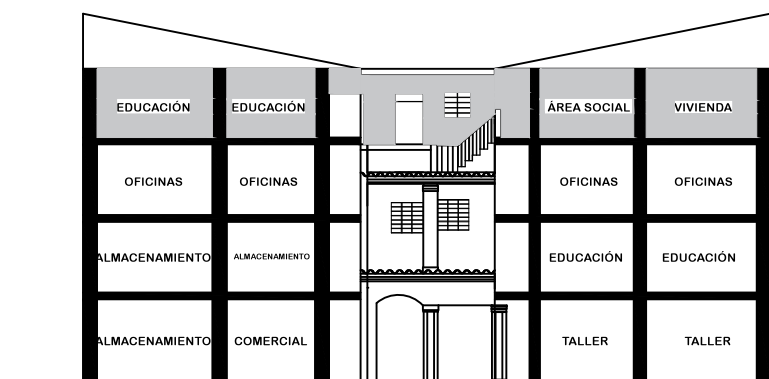 EDUCACIÓN EDUCACIÓN ÁREA SOCIAL VIVIENDA
OFICINAS OFICINAS OFICINAS OFICINAS
ALMACENAMIENTO ALMACENAMIENTO EDUCACIÓN EDUCACIÓN
ALMACENAMIENTO COMERCIAL TALLER TALLER